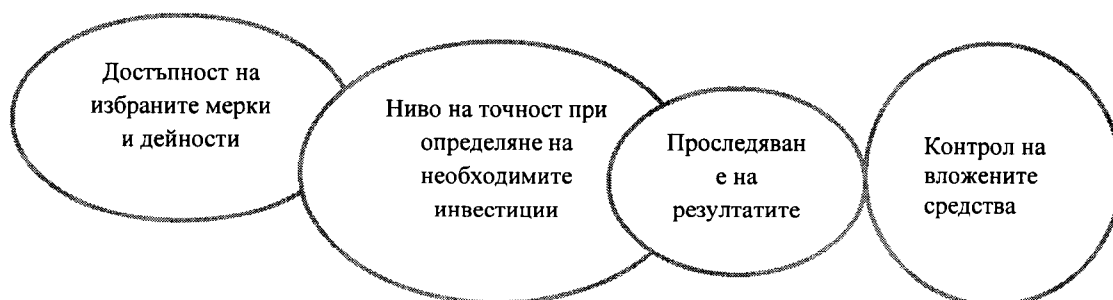 Достъпност на
избраните мерки
и дейности
Ниво на точност при
определяне на
необходимите
инвестиции
Проследяван
е на
резултатите
Контрол на
вложените
средства